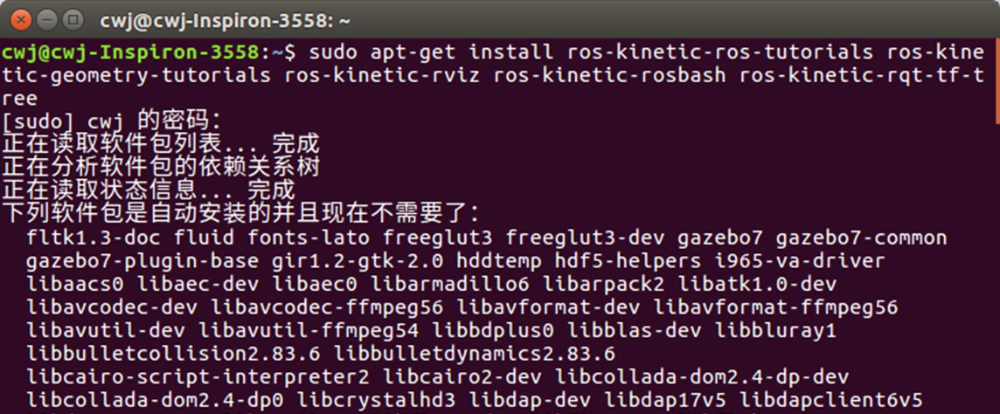 cwj@cwj-Inspiron-3558: ~
cwj@cwj-Inspiron-3558:~$ sudo apt-get install ros-kinetic-ros-tutorials ros-kine
tic-geometry-tutorials ros-kinetic-rviz ros-kinetic-rosbash ros-kinetic-rqt-tf-t
ree
[sudo] cwj 的密码：
正在读取软件包列表... 完成
正在分析软件包的依赖关系树
正在读取状态信息... 完成
下列软件包是自动安装的并且现在不需要了：
fltk1.3-doc fluid fonts-lato freeglut3 freeglut3-dev gazebo7 gazebo7-common
gazebo7-plugin-base gir1.2-gtk-2.0 hddtemp hdf5-helpers i965-va-driver
libaacs0 libaec-dev libaec0 libarmadillo6 libarpack2 libatk1.0-dev
libavcodec-dev libavcodec-ffmpeg56 libavformat-dev libavformat-ffmpeg56
libavutil-dev libavutil-ffmpeg54 libbdplus0 libblas-dev libbluray1
libbulletcollision2.83.6 libbulletdynamics2.83.6
libcairo-script-interpreter2 libcairo2-dev libcollada-dom2.4-dp-dev
libcollada-dom2.4-dp0 libcrystalhd3 libdap-dev libdap17v5 libdapclient6v5